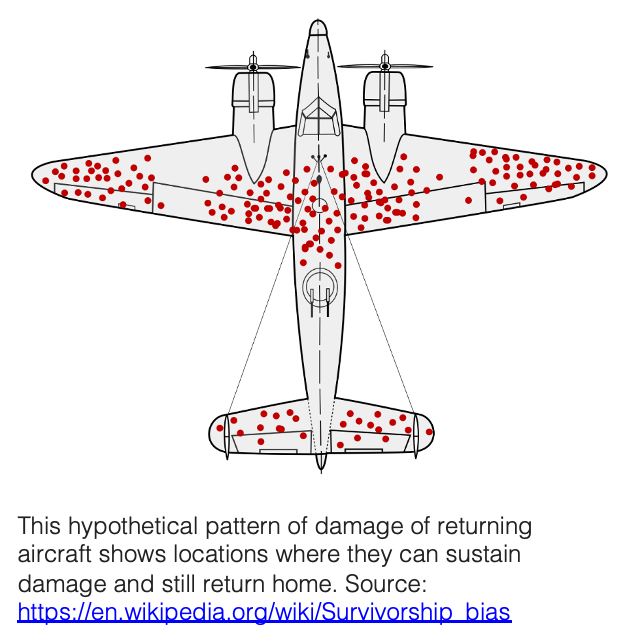 This hypothetical pattern of damage of returning
aircraft shows locations where they can sustain
damage and still return home. Source:
https://en.wikipedia.org/wiki/Survivorship_bias